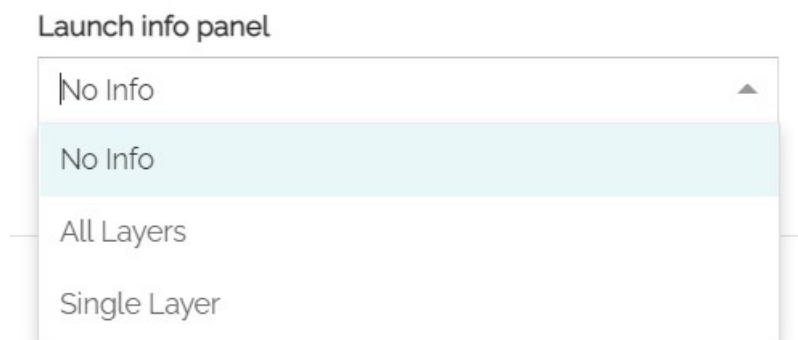 Launch info panel
No Info
No Info
All Layers
Single Layer